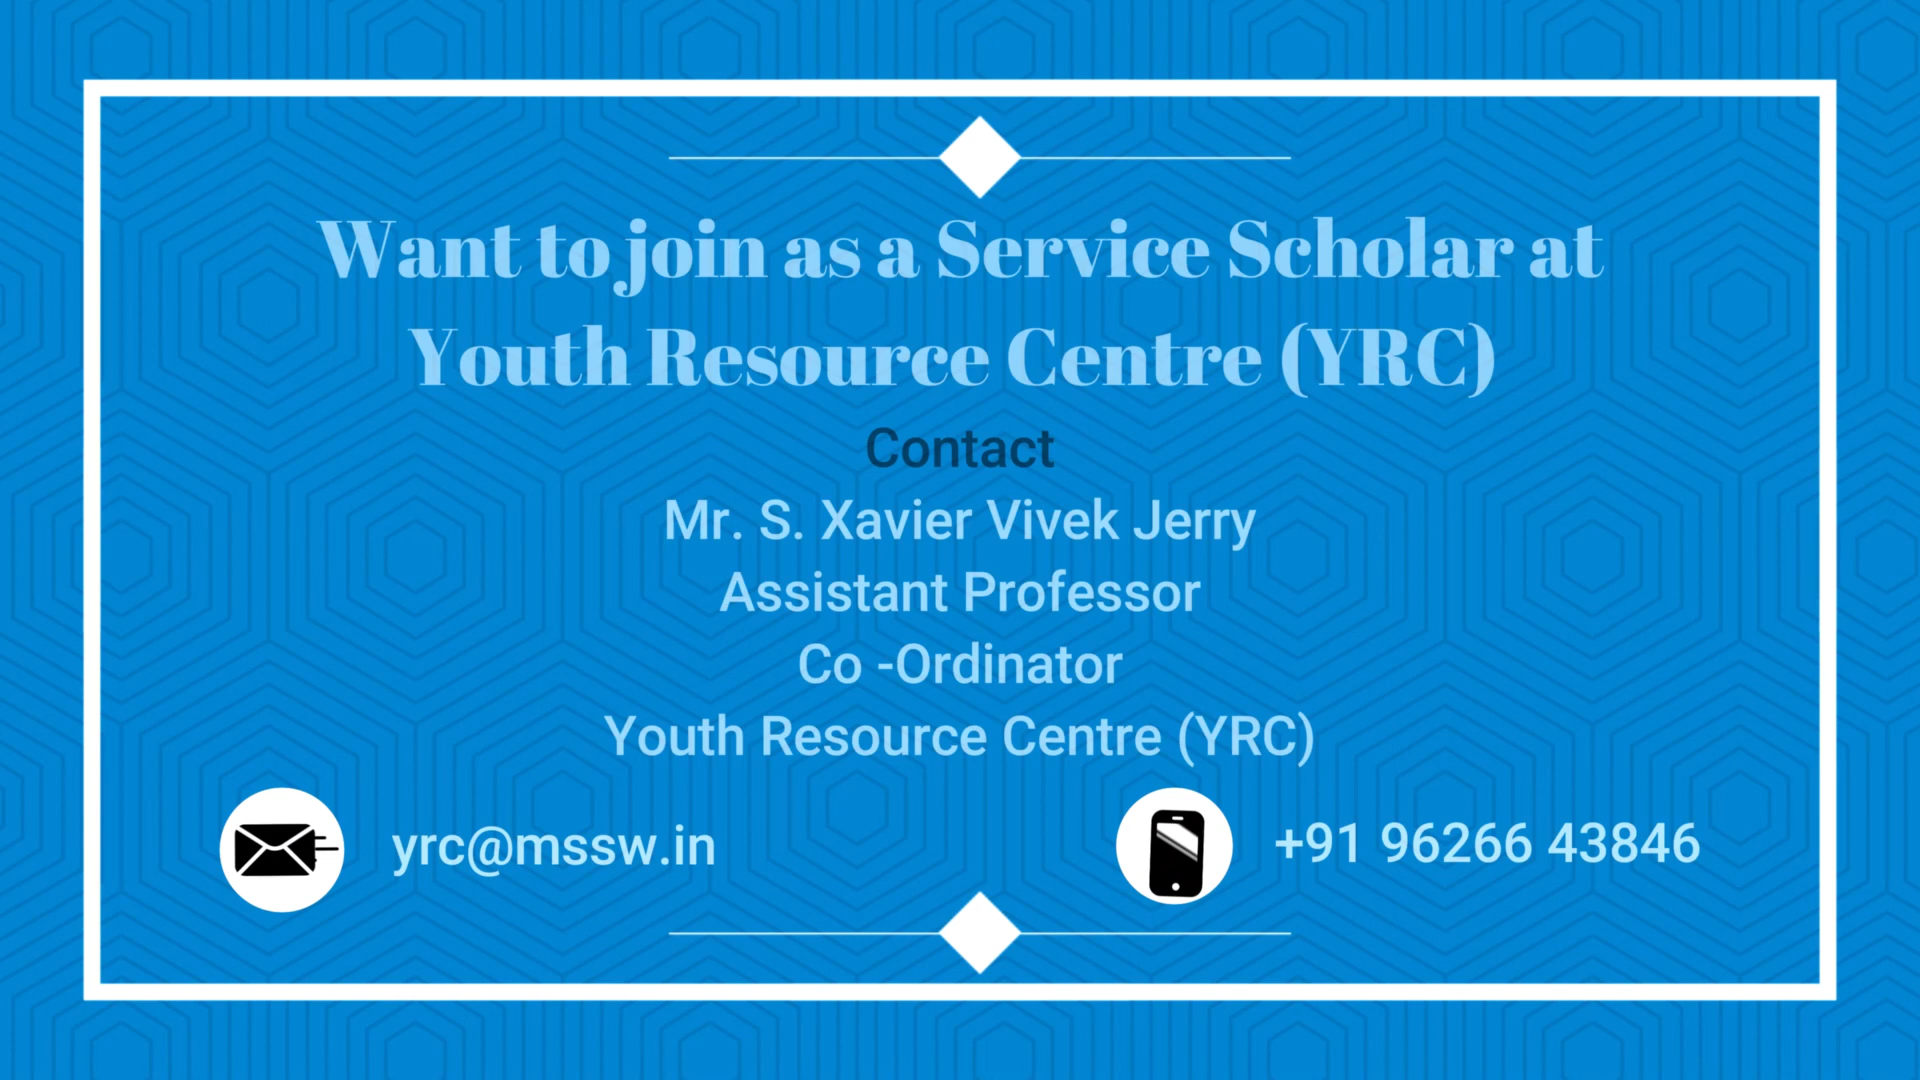 Want to join as a Service Scholar at
Youth Resource Centre (YRC)
Contact
Mr. S. Xavier Vivek Jerry
Assistant Professor
Co -Ordinator
Youth Resource Centre (YRC)
yrc@mssw.in
+91 96266 43846